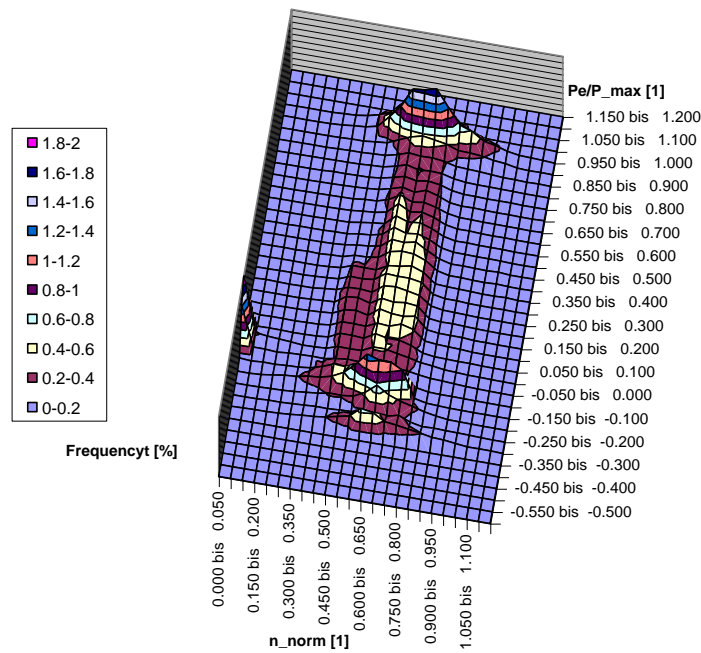 Pe/P_max [1]
1.150 bis 1.200
1.050 bis 1.100
0.950 bis 1.000
0.850 bis 0.900
0.750 bis 0.800
0.650 bis 0.700
0.550 bis 0.600
0.450 bis 0.500
0.350 bis 0.400
0.250 bis 0.300
0.150 bis 0.200
0.050 bis 0.100
-0.050 bis 0.000
-0.150 bis -0.100
-0.250 bis -0.200
-0.350 bis -0.300
-0.450 bis -0.400
-0.550 bis -0.500
1.8-2
1.6-1.8
1.4-1.6
1.2-1.4
1-1.2
0.8-1
0.6-0.8
0.4-0.6
0.2-0.4
0-0.2
Frequencyt [%]
0.000 bis 0.050
0.150 bis 0.200
0.300 bis 0.350
0.450 bis 0.500
0.600 bis 0.650
0.750 bis 0.800
0.900 bis 0.950
1.050 bis 1.100
n_norm [1]